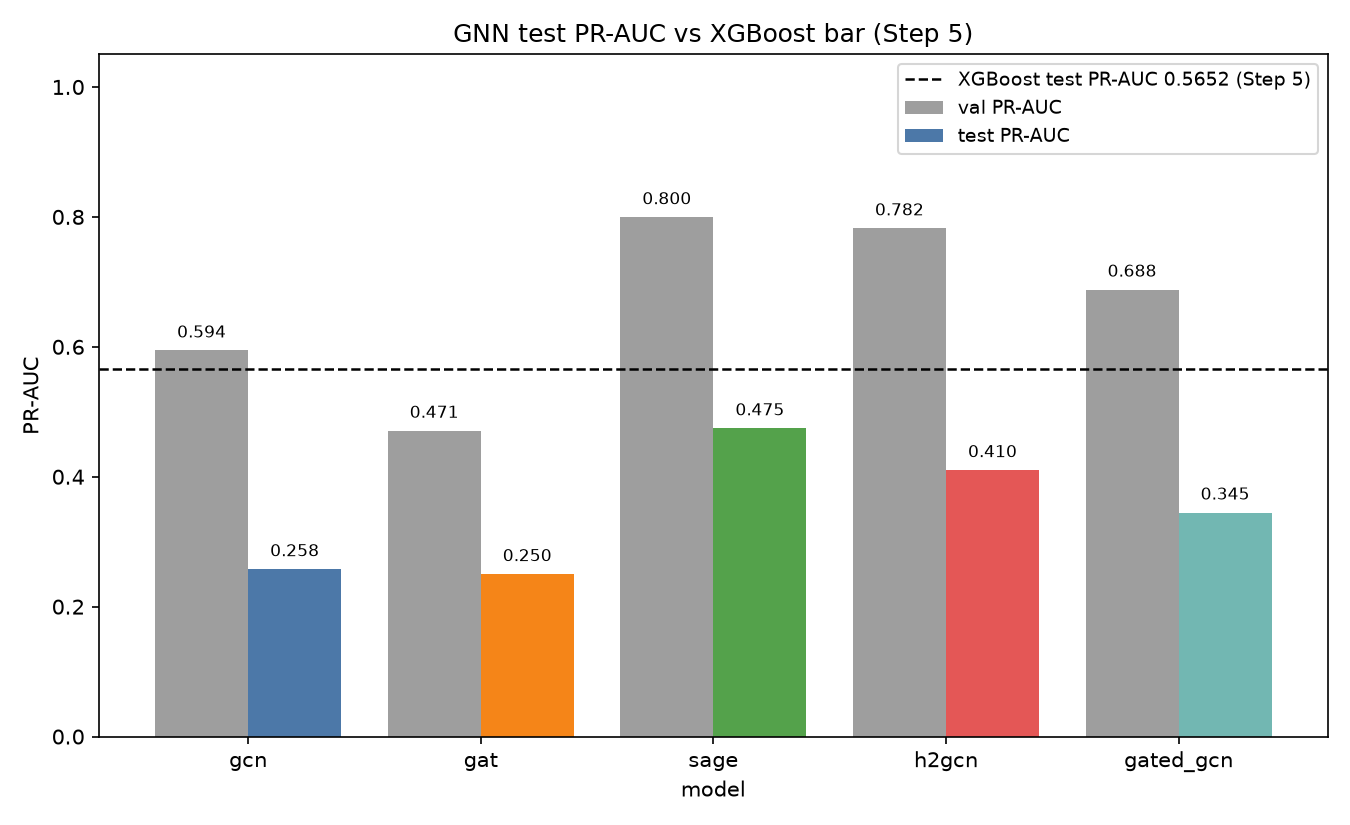 GNN test PR-AUC vs XGBoost bar (Step 5)
XGBoost test PR-AUC 0.5652 (Step 5)
val PR-AUC
test PR-AUC
PR-AUC
1.0
0.8
0.6
0.4
0.2
0.0
0.594
0.258
0.471
0.250
0.800
0.475
0.782
0.410
0.688
0.345
gcn
gat
sage
h2gcn
gated_gcn
model